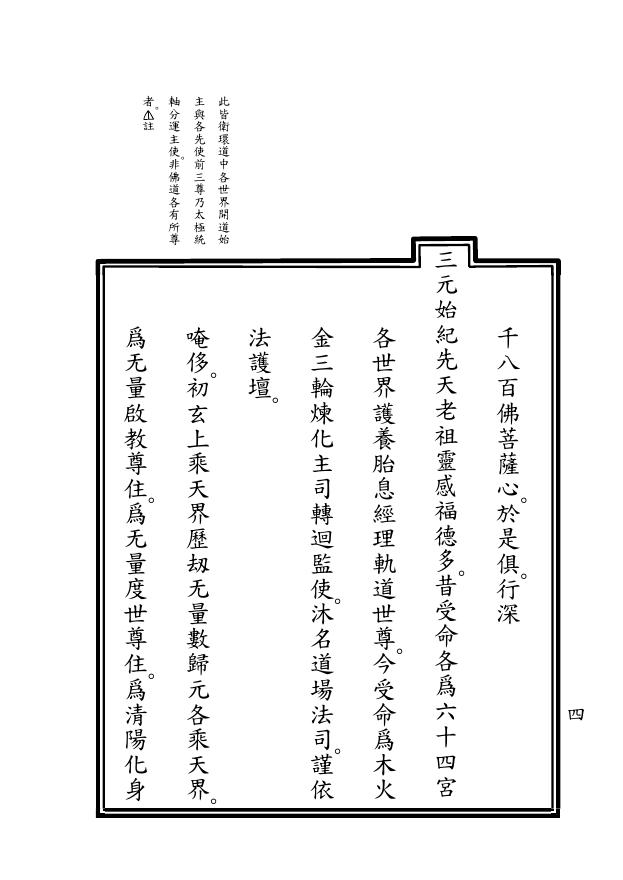 此皆衛環道中各世界開道始
主與各先使前三尊乃太極統
軸分運主使。非佛道各有所尊
者。註
千八百佛菩薩心。於是俱。行深
三元始紀先天老祖靈感福德多。昔受命各爲六十四宮
各世界護養胎息經理軌道世尊。今受命爲木火
金三輪煉化主司轉迴監使。沐名道場法司。謹依
法護壇。
唵侈。初玄上乘天界歷刼无量數歸元各乘天界。
爲无量啟教尊住。爲无量度世尊住。爲清陽化身
四